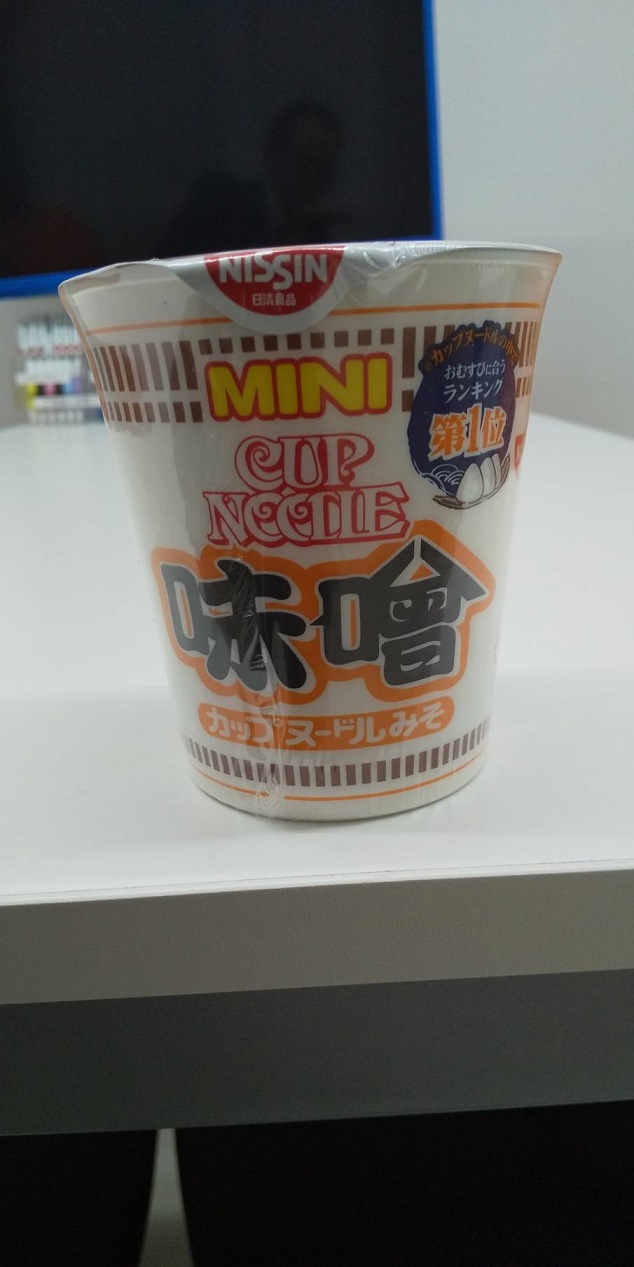 NISSIN
日清食品
MINI
CUP
NOODLE
味噌
カップヌードルみそ
※カップヌードルの中で
おむすびに合う
ランキング
第1位